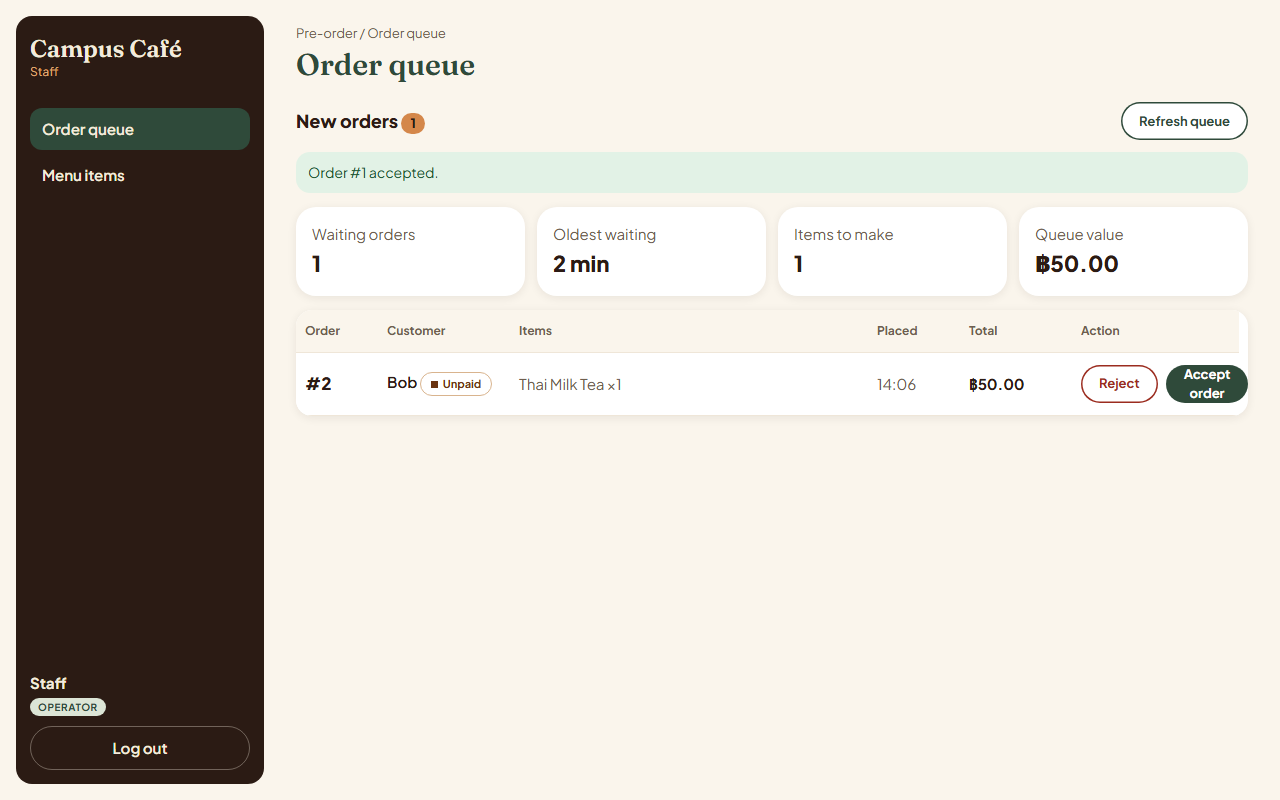 Campus Café
Staff
Order queue
Menu items
Staff
OPERATOR
Log out
Pre-order / Order queue
Order queue
New orders 1
Refresh queue
Order #1 accepted.
Waiting orders
1
Oldest waiting
2 min
Items to make
1
Queue value
฿50.00
Order Customer Items Placed Total Action
#2 Bob Unpaid Thai Milk Tea ×1 14:06 ฿50.00 Reject Accept order